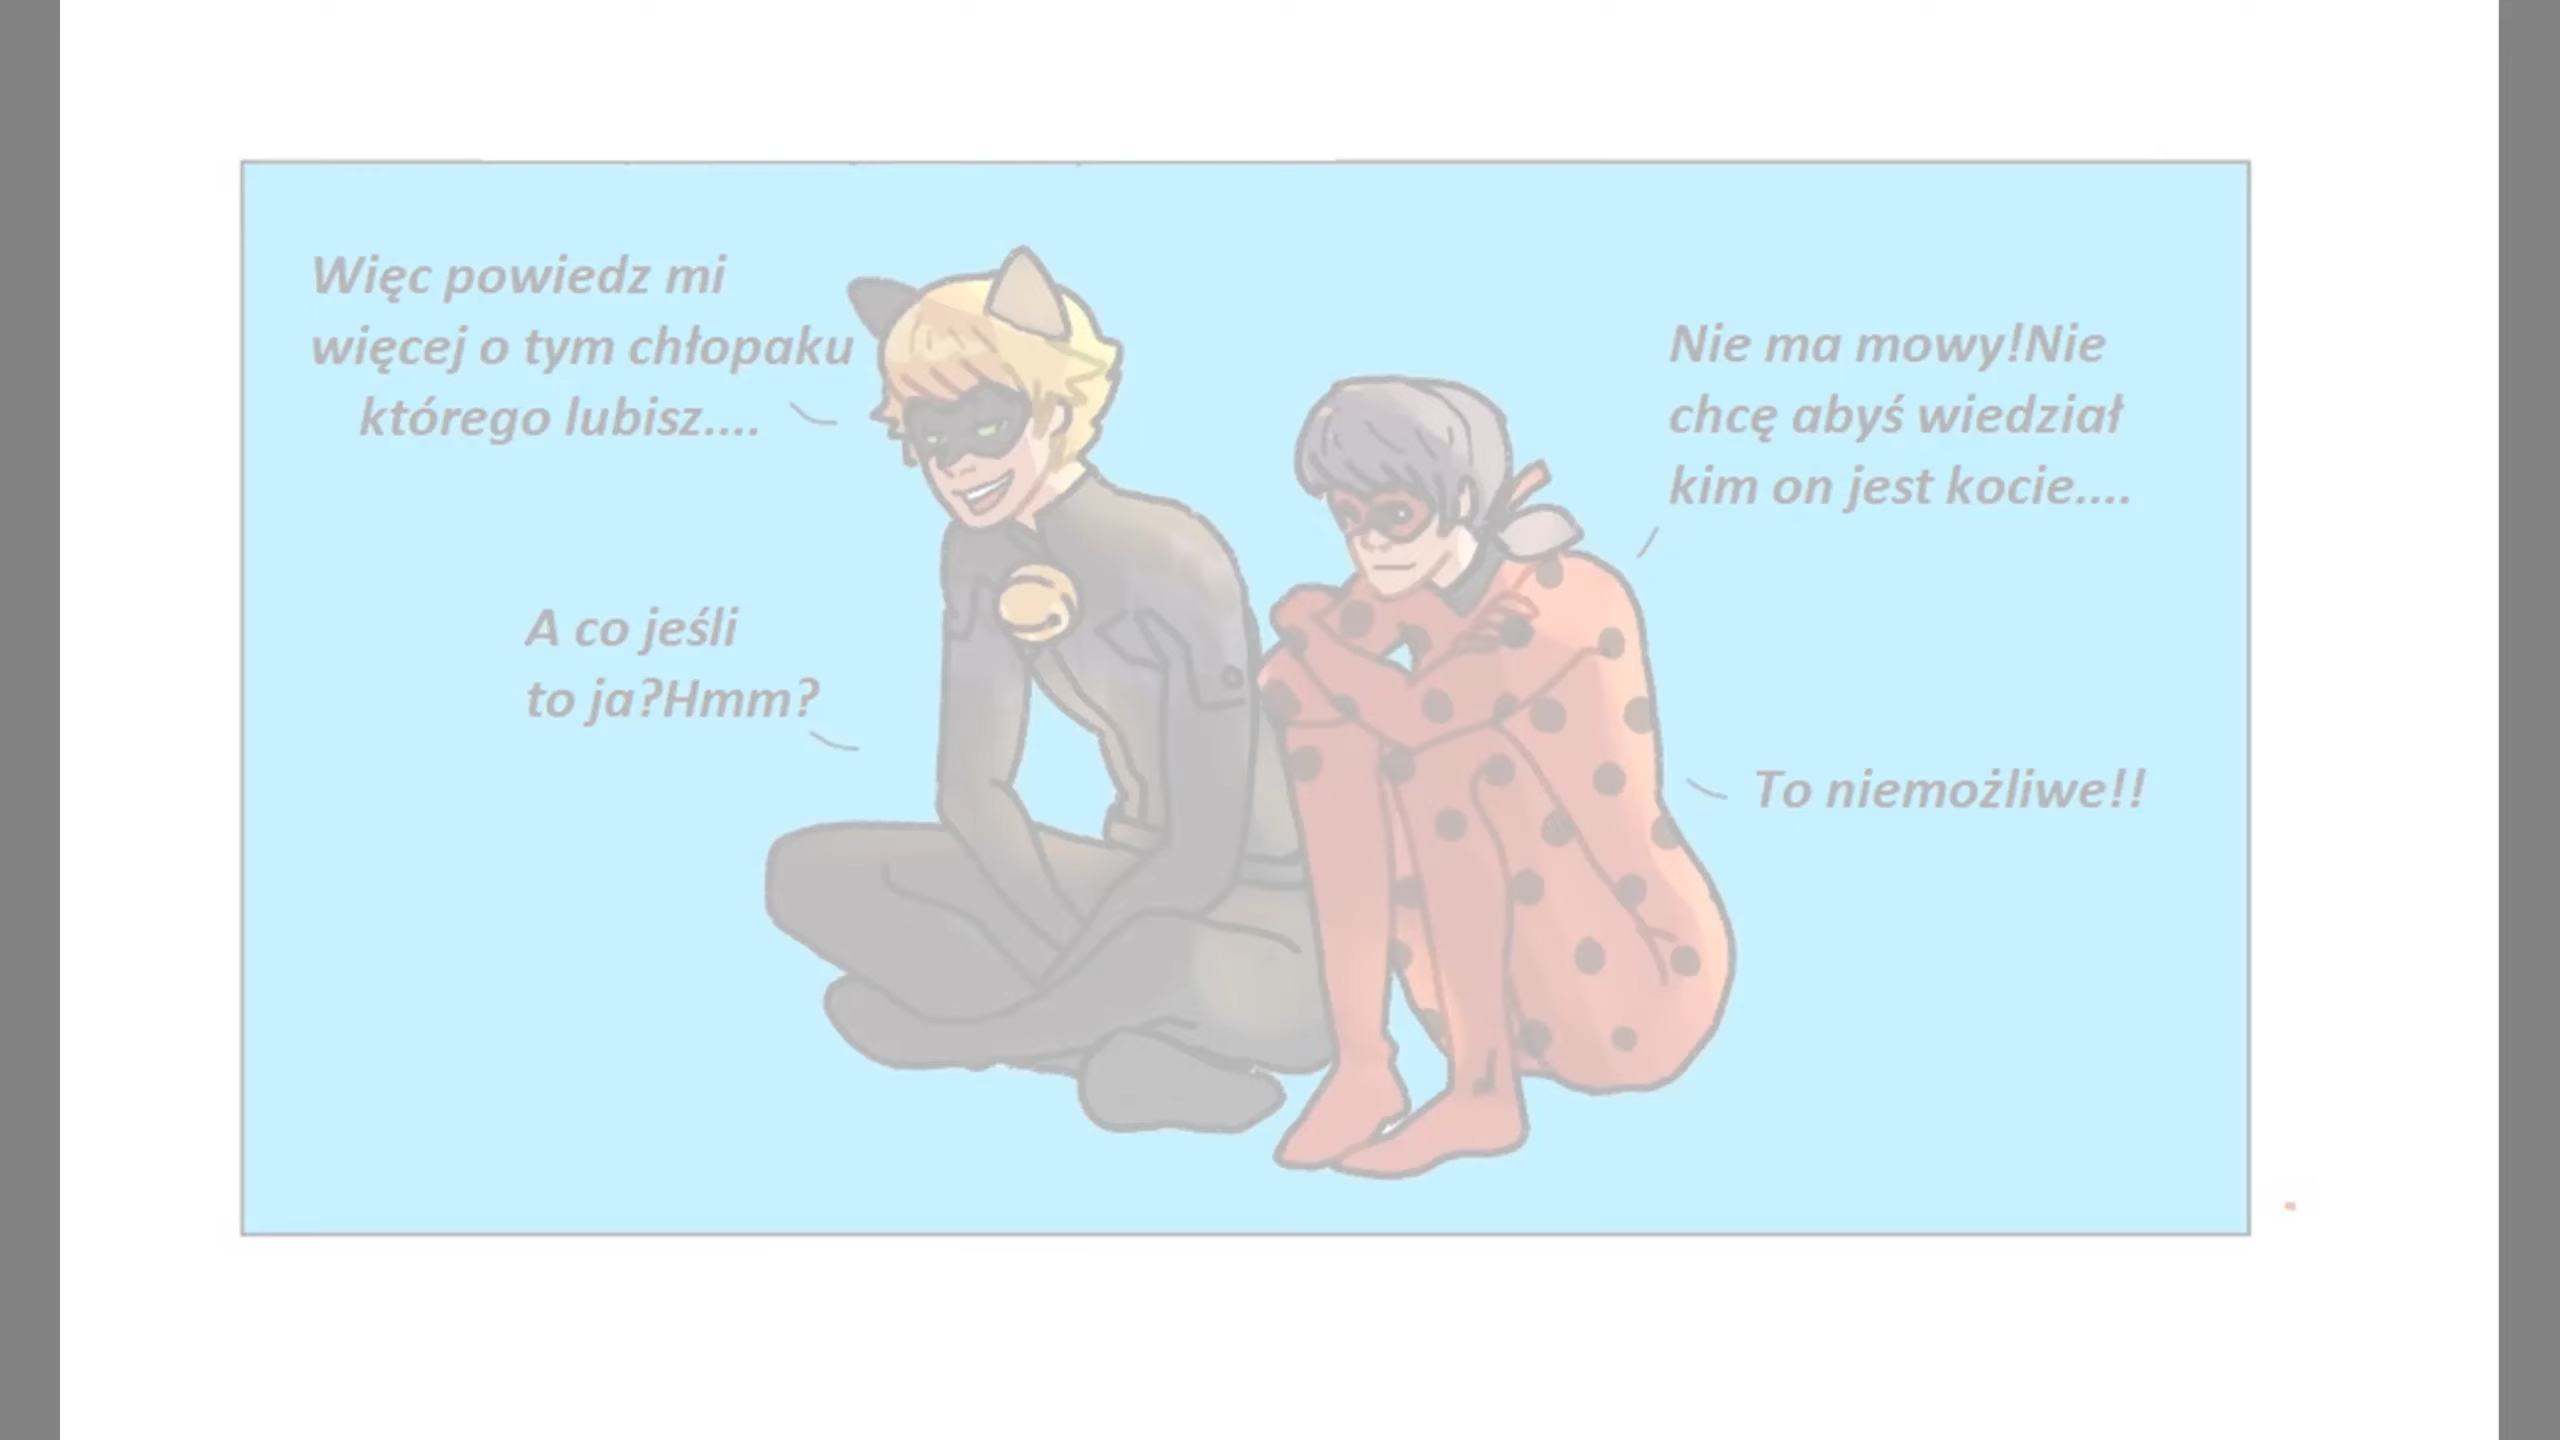 Więc powiedz mi
więcej o tym chłopaku
którego lubisz....
Nie ma mowy!Nie
chcę abyś wiedział
kim on jest kocie....
A co jeśli
to ja?Hmm?
To niemożliwe!!